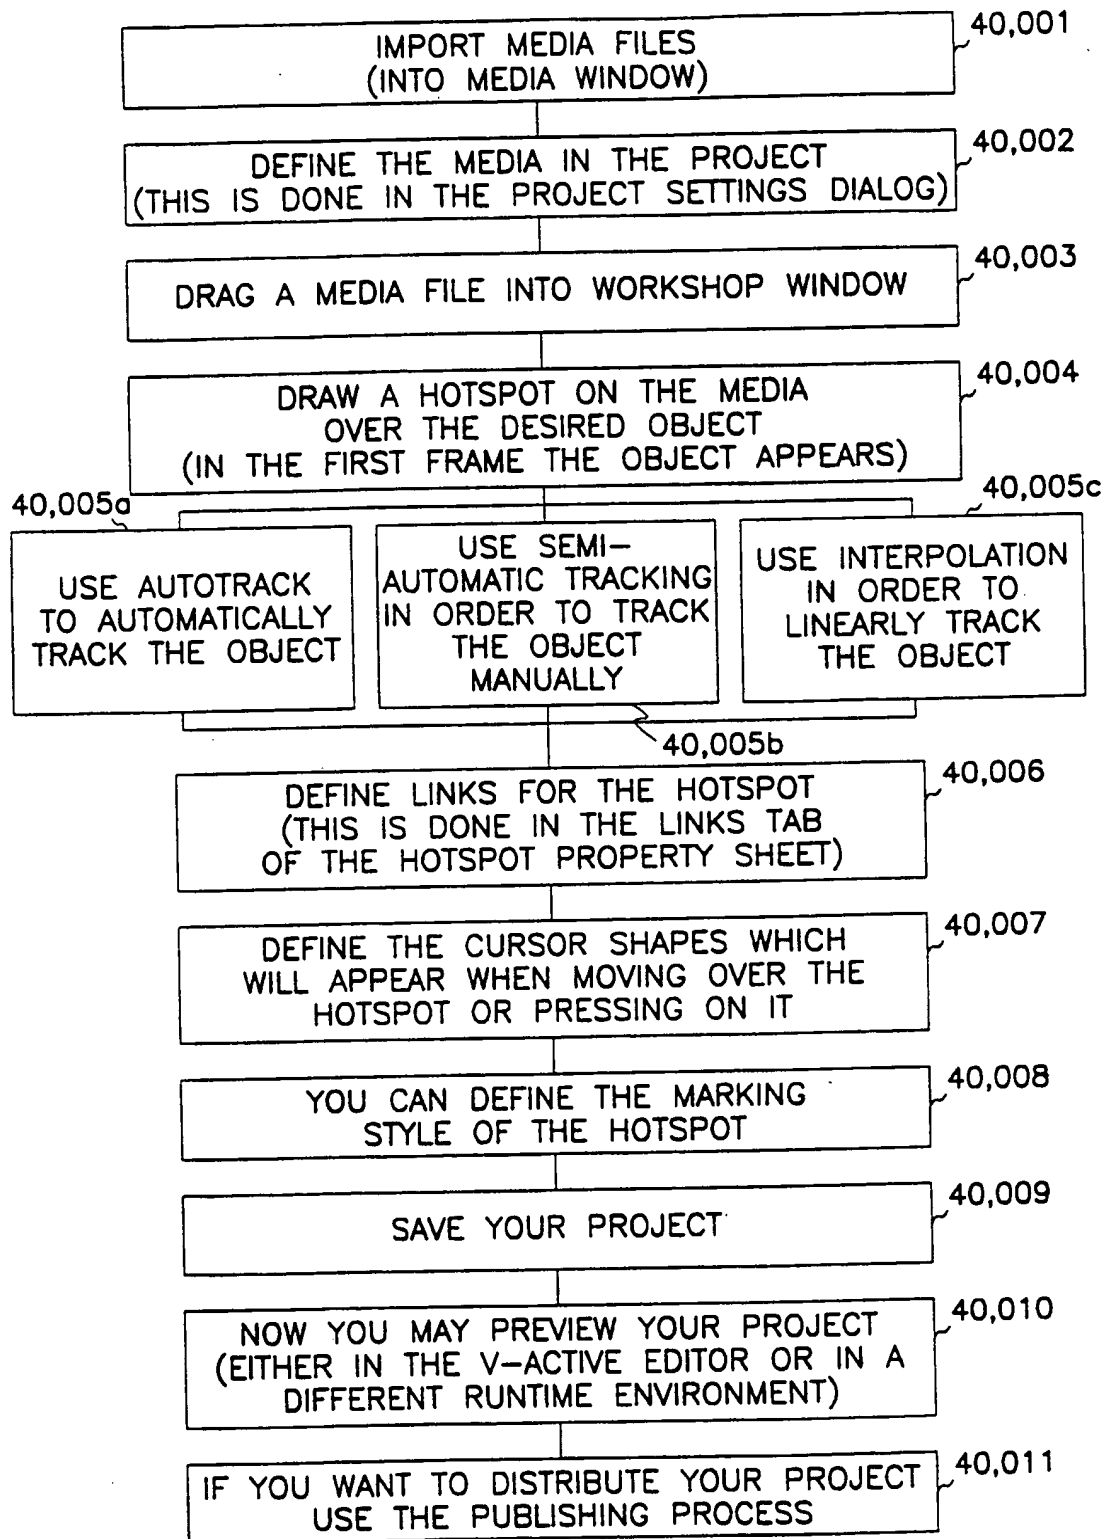 IMPORT MEDIA FILES
(INTO MEDIA WINDOW)
40,001
DEFINE THE MEDIA IN THE PROJECT
(THIS IS DONE IN THE PROJECT SETTINGS DIALOG)
40,002
DRAG A MEDIA FILE INTO WORKSHOP WINDOW
40,003
DRAW A HOTSPOT ON THE MEDIA
OVER THE DESIRED OBJECT
(IN THE FIRST FRAME THE OBJECT APPEARS)
40,004
40,005a
USE AUTOTRACK
TO AUTOMATICALLY
TRACK THE OBJECT
USE SEMI-
AUTOMATIC TRACKING
IN ORDER TO TRACK
THE OBJECT
MANUALLY
40,005b
40,005c
USE INTERPOLATION
IN ORDER TO
LINEARLY TRACK
THE OBJECT
DEFINE LINKS FOR THE HOTSPOT
(THIS IS DONE IN THE LINKS TAB
OF THE HOTSPOT PROPERTY SHEET)
40,006
DEFINE THE CURSOR SHAPES WHICH
WILL APPEAR WHEN MOVING OVER THE
HOTSPOT OR PRESSING ON IT
40,007
YOU CAN DEFINE THE MARKING
STYLE OF THE HOTSPOT
40,008
SAVE YOUR PROJECT
40,009
NOW YOU MAY PREVIEW YOUR PROJECT
(EITHER IN THE V-ACTIVE EDITOR OR IN A
DIFFERENT RUNTIME ENVIRONMENT)
40,010
IF YOU WANT TO DISTRIBUTE YOUR PROJECT
USE THE PUBLISHING PROCESS
40,011